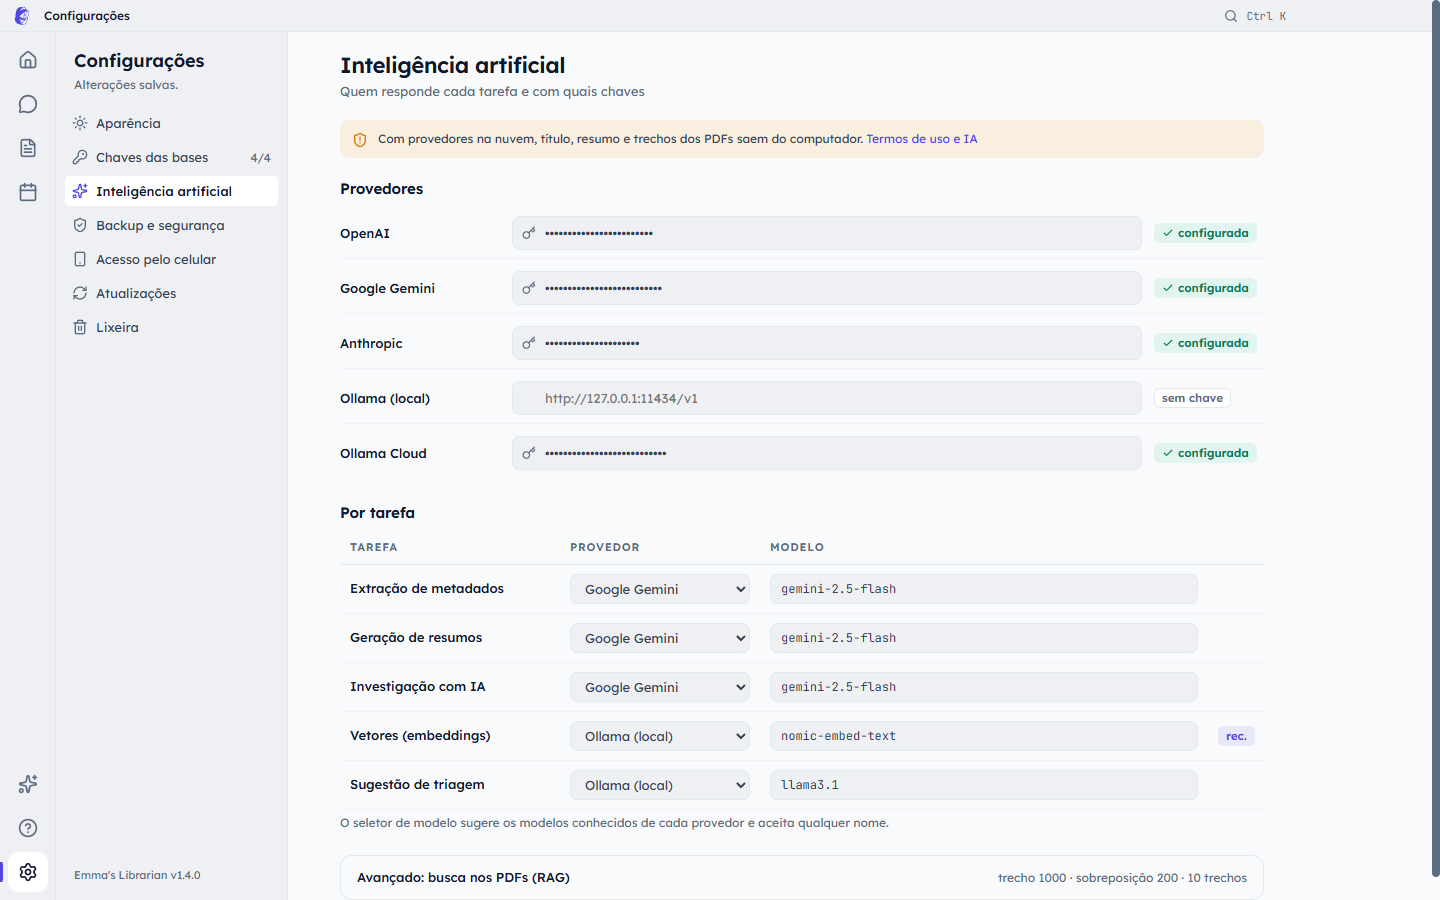 Configurações
Ctrl K
Configurações
Alterações salvas.
Aparência
Chaves das bases 4/4
Inteligência artificial
Backup e segurança
Acesso pelo celular
Atualizações
Lixeira
Emma's Librarian v1.4.0
Inteligência artificial
Quem responde cada tarefa e com quais chaves
Com provedores na nuvem, título, resumo e trechos dos PDFs saem do computador. Termos de uso e IA
Provedores
OpenAI •••••••••••••••••••••••• configurada
Google Gemini •••••••••••••••••••••••••• configurada
Anthropic ••••••••••••••••••••• configurada
Ollama (local) http://127.0.0.1:11434/v1 sem chave
Ollama Cloud ••••••••••••••••••••••••••• configurada
Por tarefa
TAREFA PROVEDOR MODELO
Extração de metadados Google Gemini gemini-2.5-flash
Geração de resumos Google Gemini gemini-2.5-flash
Investigação com IA Google Gemini gemini-2.5-flash
Vetores (embeddings) Ollama (local) nomic-embed-text rec.
Sugestão de triagem Ollama (local) llama3.1
O seletor de modelo sugere os modelos conhecidos de cada provedor e aceita qualquer nome.
Avançado: busca nos PDFs (RAG) trecho 1000 · sobreposição 200 · 10 trechos